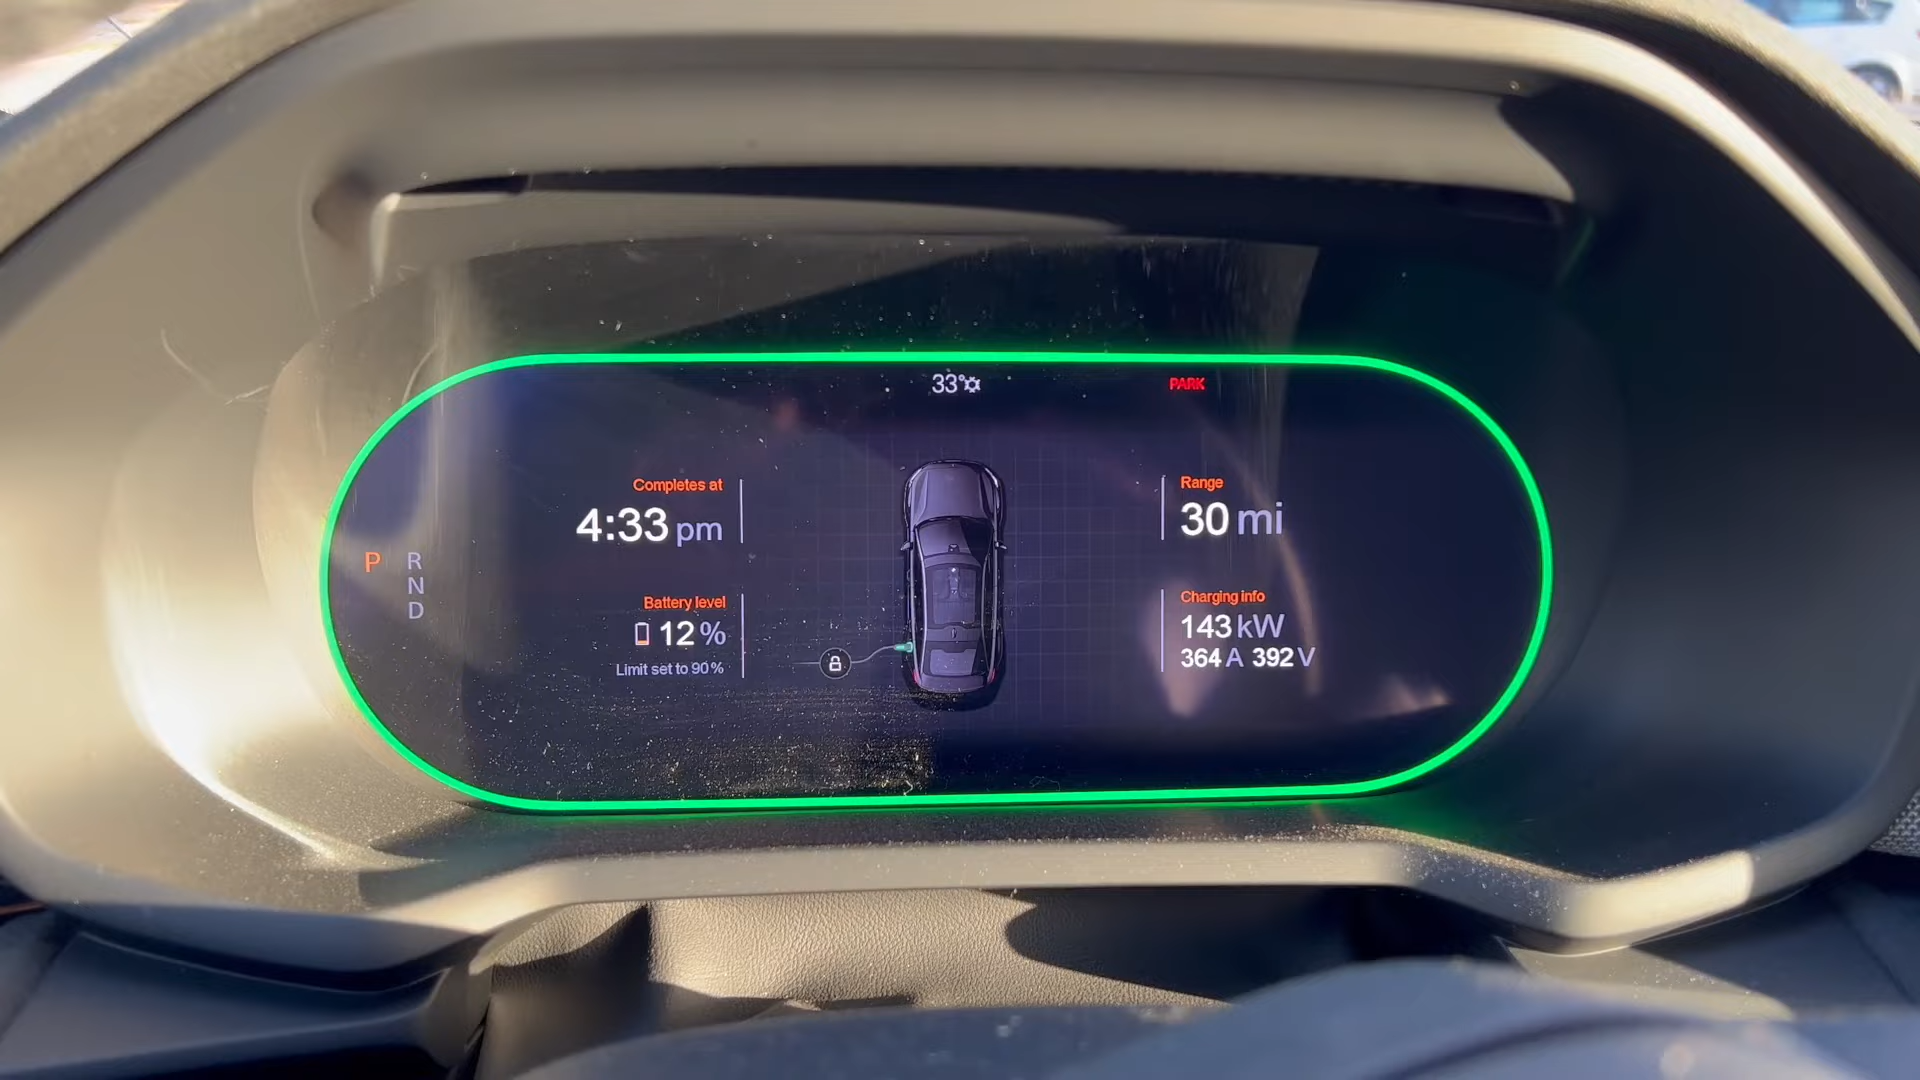 33°
PARK
Completes at
4:33 pm
Range
30 mi
P R
N
D
Battery level
12 %
Limit set to 90%
Charging info
143 kW
364 A 392 V